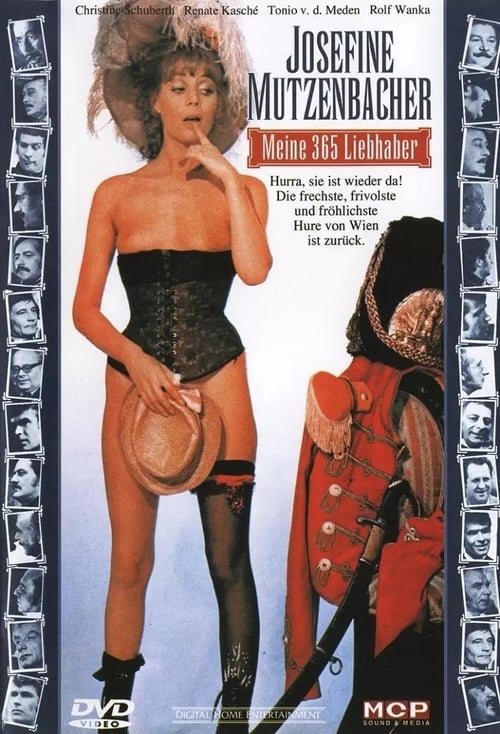 Christine Schuberth Renate Kasché Tonio v. d. Meden Rolf Wanka
JOSEFINE
MUTZENBACHER
Meine 365 Liebhaber
Hurra, sie ist wieder da!
Die frechste, frivolste
und fröhlichste
Hure von Wien
ist zurück.
DVD
VIDEO
DIGITAL HOME ENTERTAINMENT
MCP
SOUND & MEDIA